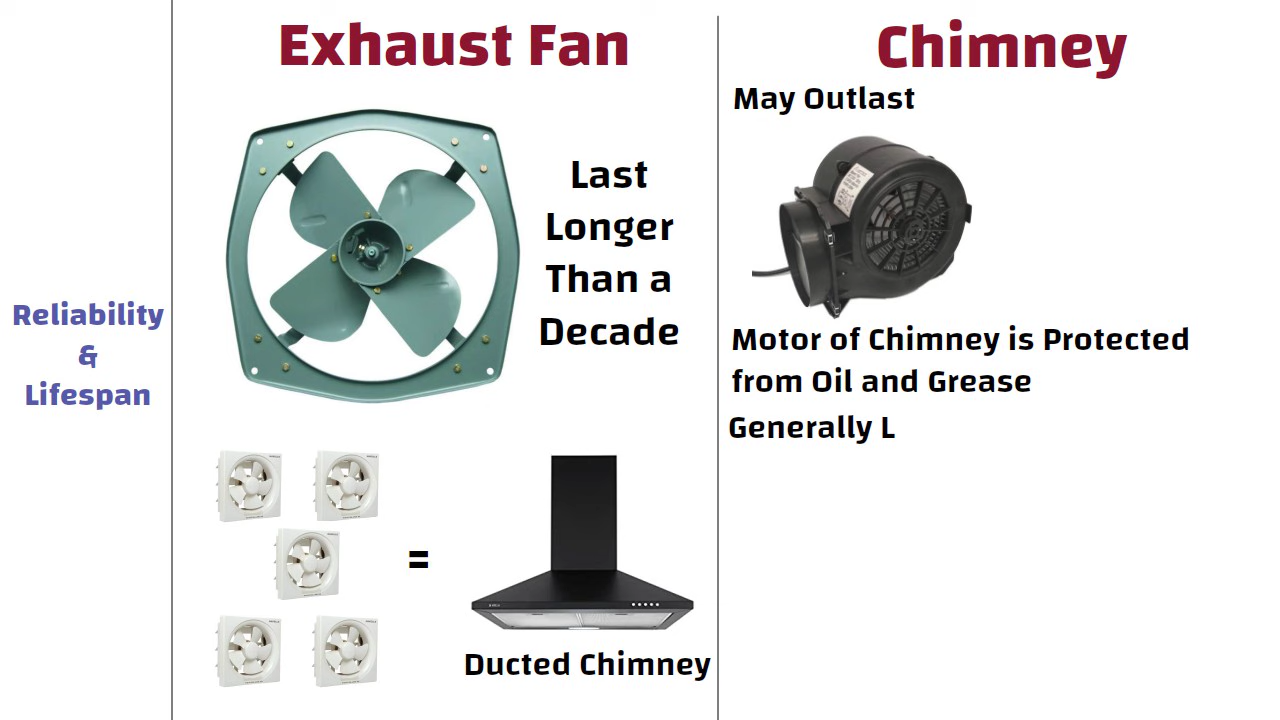 Exhaust Fan
Chimney
May Outlast
Last
Longer
Than a
Decade
Reliability
&
Lifespan
Motor of Chimney is Protected
from Oil and Grease
Generally L
=
Ducted Chimney